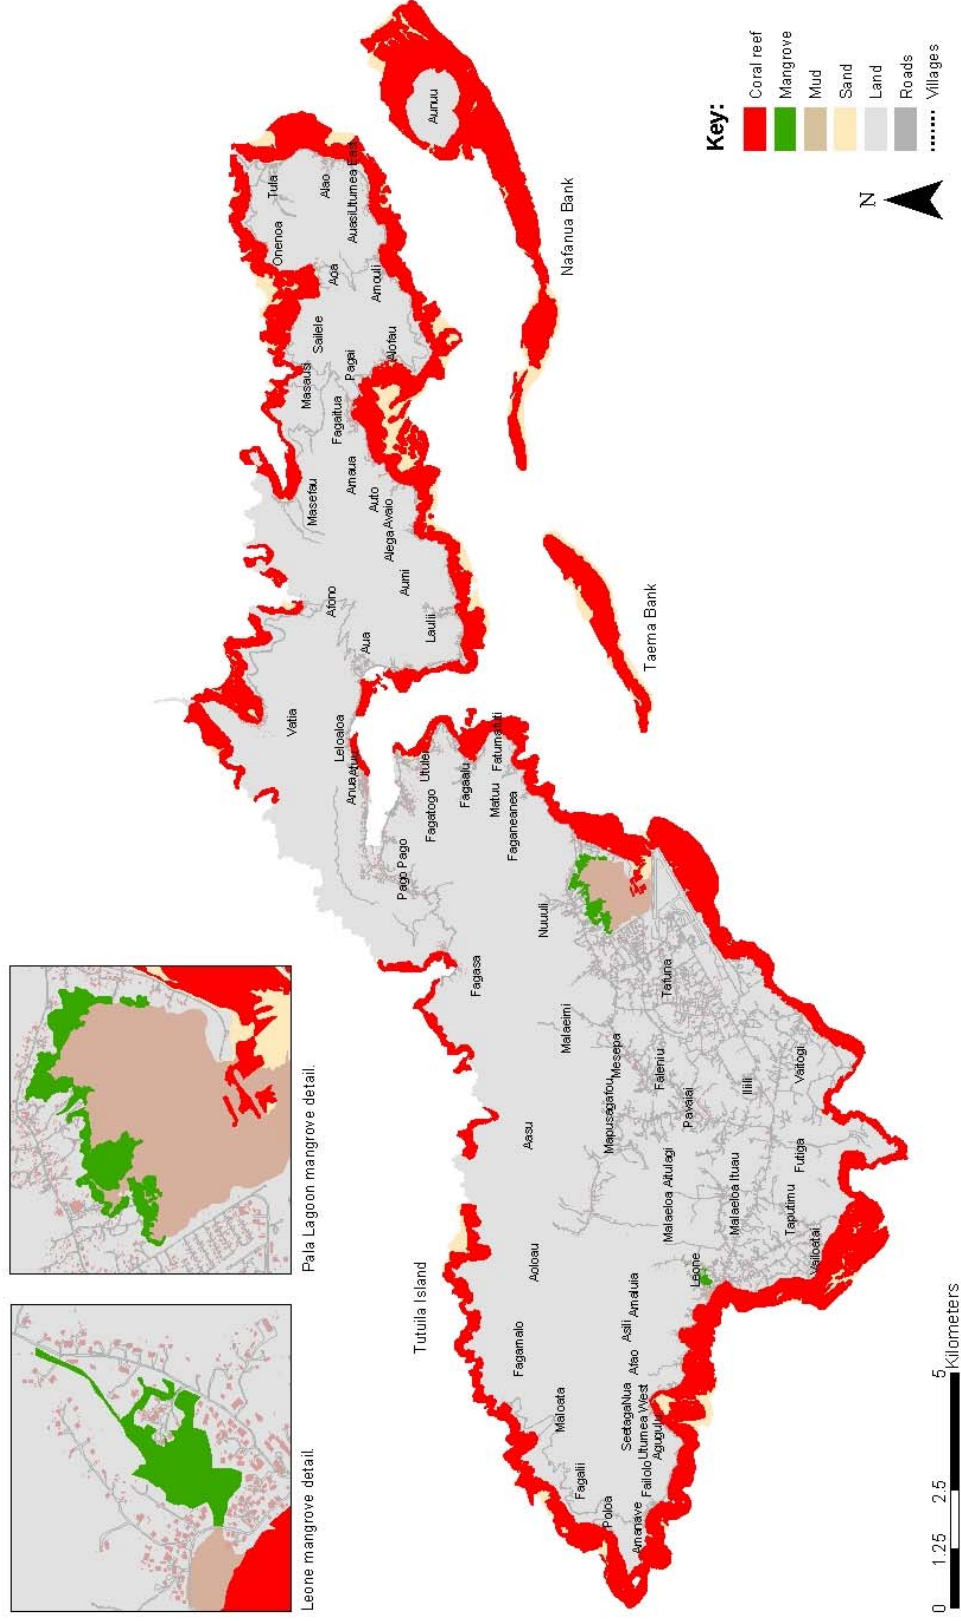 Leone mangrove detail.
Pala Lagoon mangrove detail.
Tutuila Island
Poloa
Fagalii
Maloata
Fagamalo
Aoloau
Aasu
Fagasa
Amanave
Failolo
Seetaga
Nua
Utumea West
Agugulu
Afao
Asili
Amaluia
Leone
Malaeloa Aitulagi
Malaeloa Ituau
Vailoatai
Taputimu
Futiga
Vaitogi
Iliili
Pavaiai
Faleniu
Mapusagafou
Mesepa
Malaeimi
Tafuna
Nuuuli
Faganeanea
Matuu
Fatumafuti
Fagaalu
Fagatogo
Utulei
Pago Pago
Anua
Atuu
Leloaloa
Vatia
Aua
Afono
Laulii
Aumi
Alega
Avaio
Auto
Amaua
Masefau
Fagaitua
Masausi
Pagai
Sailele
Alofau
Amouli
Aoa
Onenoa
Auasi
Utumea East
Alao
Tula
Aunuu
Taema Bank
Nafanua Bank
Key:
Coral reef
Mangrove
Mud
Sand
Land
Roads
Villages
N
0 1.25 2.5 5
Kilometers